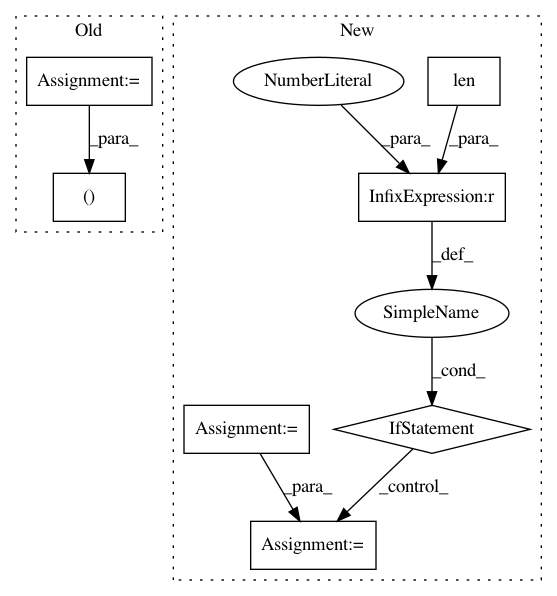 Old
New
Assignment:=
NumberLiteral
len
_para_
_para_
_para_
()
InfixExpression:r
_def_
SimpleName
_cond_
Assignment:=
IfStatement
_para_
_control_
Assignment:=